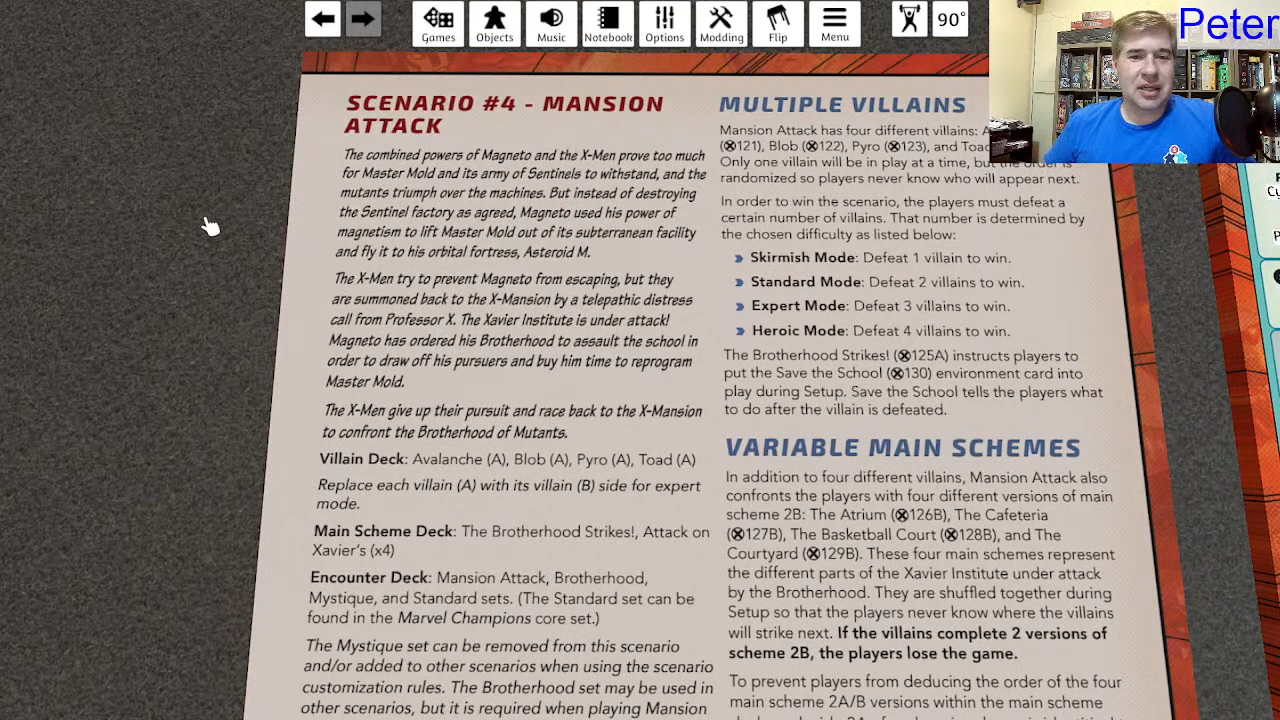 Games
Objects
Music
Notebook
Options
Modding
Flip
Menu
90°
Peter
SCENARIO #4 - MANSION
ATTACK
The combined powers of Magneto and the X-Men prove too much
for Master Mold and its army of Sentinels to withstand, and the
mutants triumph over the machines. But instead of destroying
the Sentinel factory as agreed, Magneto used his power of
magnetism to lift Master Mold out of its subterranean facility
and fly it to his orbital fortress, Asteroid M.
The X-Men try to prevent Magneto from escaping, but they
are summoned back to the X-Mansion by a telepathic distress
call from Professor X. The Xavier Institute is under attack!
Magneto has ordered his Brotherhood to assault the school in
order to draw off his pursuers and buy him time to reprogram
Master Mold.
The X-Men give up their pursuit and race back to the X-Mansion
to confront the Brotherhood of Mutants.
Villain Deck: Avalanche (A), Blob (A), Pyro (A), Toad (A)
Replace each villain (A) with its villain (B) side for expert
mode.
Main Scheme Deck: The Brotherhood Strikes!, Attack on
Xavier's (x4)
Encounter Deck: Mansion Attack, Brotherhood,
Mystique, and Standard sets. (The Standard set can be
found in the Marvel Champions core set.)
The Mystique set can be removed from this scenario
and/or added to other scenarios when using the scenario
customization rules. The Brotherhood set may be used in
other scenarios, but it is required when playing Mansion
MULTIPLE VILLAINS
Mansion Attack has four different villains:
(121), Blob (122), Pyro (123), and Toad
Only one villain will be in play at a time, but the order is
randomized so players never know who will appear next.
In order to win the scenario, the players must defeat a
certain number of villains. That number is determined by
the chosen difficulty as listed below:
Skirmish Mode: Defeat 1 villain to win.
Standard Mode: Defeat 2 villains to win.
Expert Mode: Defeat 3 villains to win.
Heroic Mode: Defeat 4 villains to win.
The Brotherhood Strikes! (125A) instructs players to
put the Save the School (130) environment card into
play during Setup. Save the School tells the players what
to do after the villain is defeated.
VARIABLE MAIN SCHEMES
In addition to four different villains, Mansion Attack also
confronts the players with four different versions of main
scheme 2B: The Atrium (126B), The Cafeteria
(127B), The Basketball Court (128B), and The
Courtyard (129B). These four main schemes represent
the different parts of the Xavier Institute under attack
by the Brotherhood. They are shuffled together during
Setup so that the players never know where the villains
will strike next. If the villains complete 2 versions of
scheme 2B, the players lose the game.
To prevent players from deducing the order of the four
main scheme 2A/B versions within the main scheme